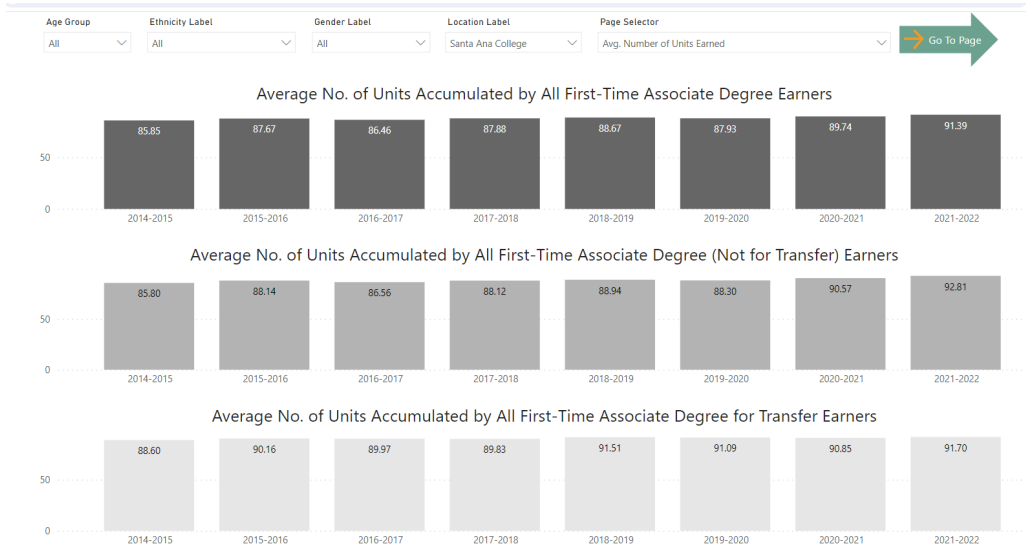 Age Group Ethnicity Label Gender Label Location Label Page Selector
All All All Santa Ana College Avg. Number of Units Earned Go To Page
Average No. of Units Accumulated by All First-Time Associate Degree Earners
85.85 87.67 86.46 87.88 88.67 87.93 89.74 91.39
50
0
2014-2015 2015-2016 2016-2017 2017-2018 2018-2019 2019-2020 2020-2021 2021-2022
Average No. of Units Accumulated by All First-Time Associate Degree (Not for Transfer) Earners
85.80 88.14 86.56 88.12 88.94 88.30 90.57 92.81
50
0
2014-2015 2015-2016 2016-2017 2017-2018 2018-2019 2019-2020 2020-2021 2021-2022
Average No. of Units Accumulated by All First-Time Associate Degree for Transfer Earners
88.60 90.16 89.97 89.83 91.51 91.09 90.85 91.70
50
0
2014-2015 2015-2016 2016-2017 2017-2018 2018-2019 2019-2020 2020-2021 2021-2022